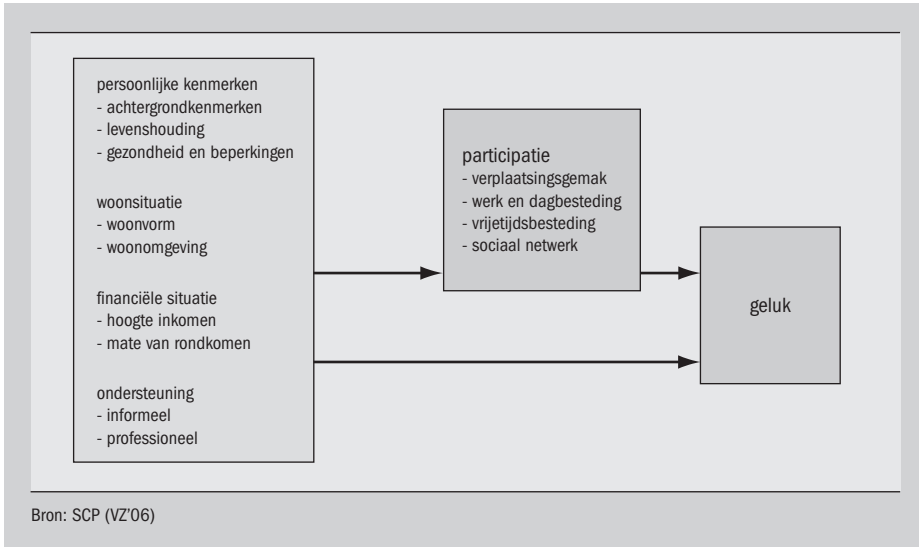 persoonlijke kenmerken
- achtergrondkenmerken
- levenshouding
- gezondheid en beperkingen
woonsituatie
- woonvorm
- woonomgeving
financiële situatie
- hoogte inkomen
- mate van rondkomen
ondersteuning
- informeel
- professioneel
participatie
- verplaatsingsgemak
- werk en dagbesteding
- vrijetijdsbesteding
- sociaal netwerk
geluk
Bron: SCP (VZ'06)